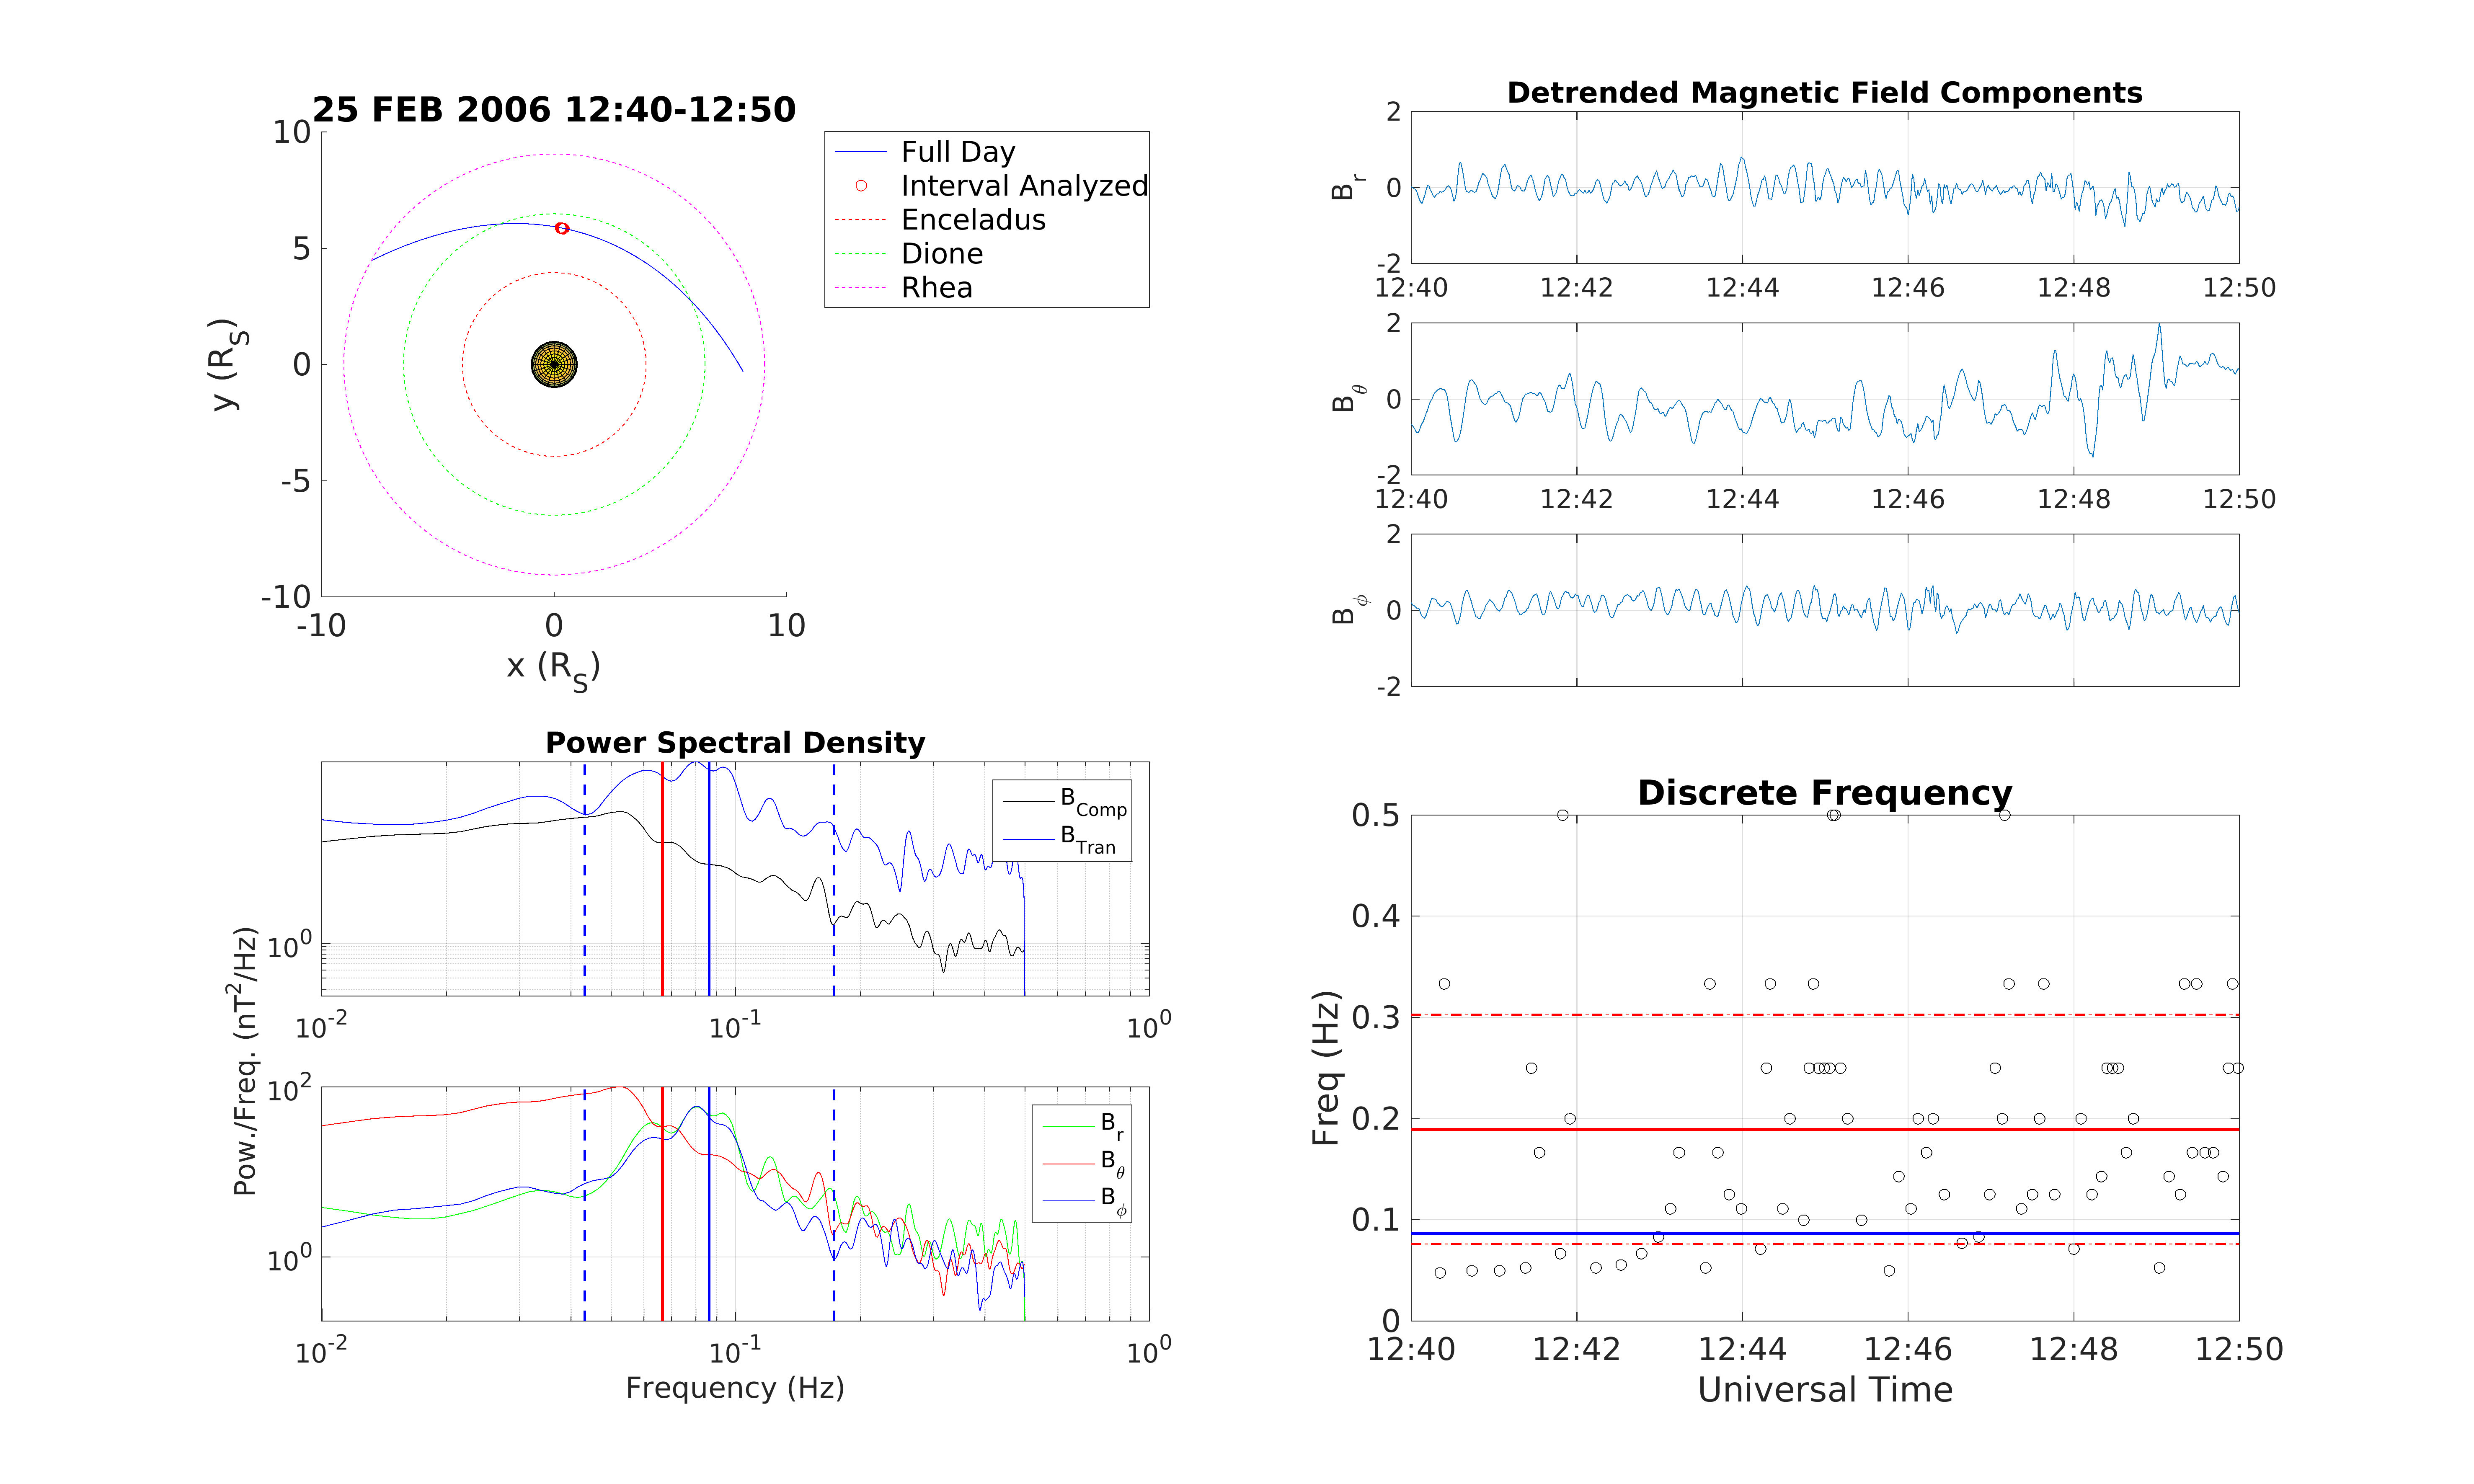 25 FEB 2006 12:40-12:50
10
5
0
-5
-10
-10
0
10
y (R_S)
x (R_S)
Full Day
Interval Analyzed
Enceladus
Dione
Rhea
Detrended Magnetic Field Components
2
0
-2
B_r
12:40
12:42
12:44
12:46
12:48
12:50
2
0
-2
B_θ
12:40
12:42
12:44
12:46
12:48
12:50
2
0
-2
B_ϕ
Power Spectral Density
10^0
B_Comp
B_Tran
10^-2
10^-1
10^0
Pow./Freq. (nT^2/Hz)
10^2
10^0
B_r
B_θ
B_ϕ
10^-2
10^-1
10^0
Frequency (Hz)
Discrete Frequency
0.5
0.4
0.3
0.2
0.1
0
Freq (Hz)
12:40
12:42
12:44
12:46
12:48
12:50
Universal Time